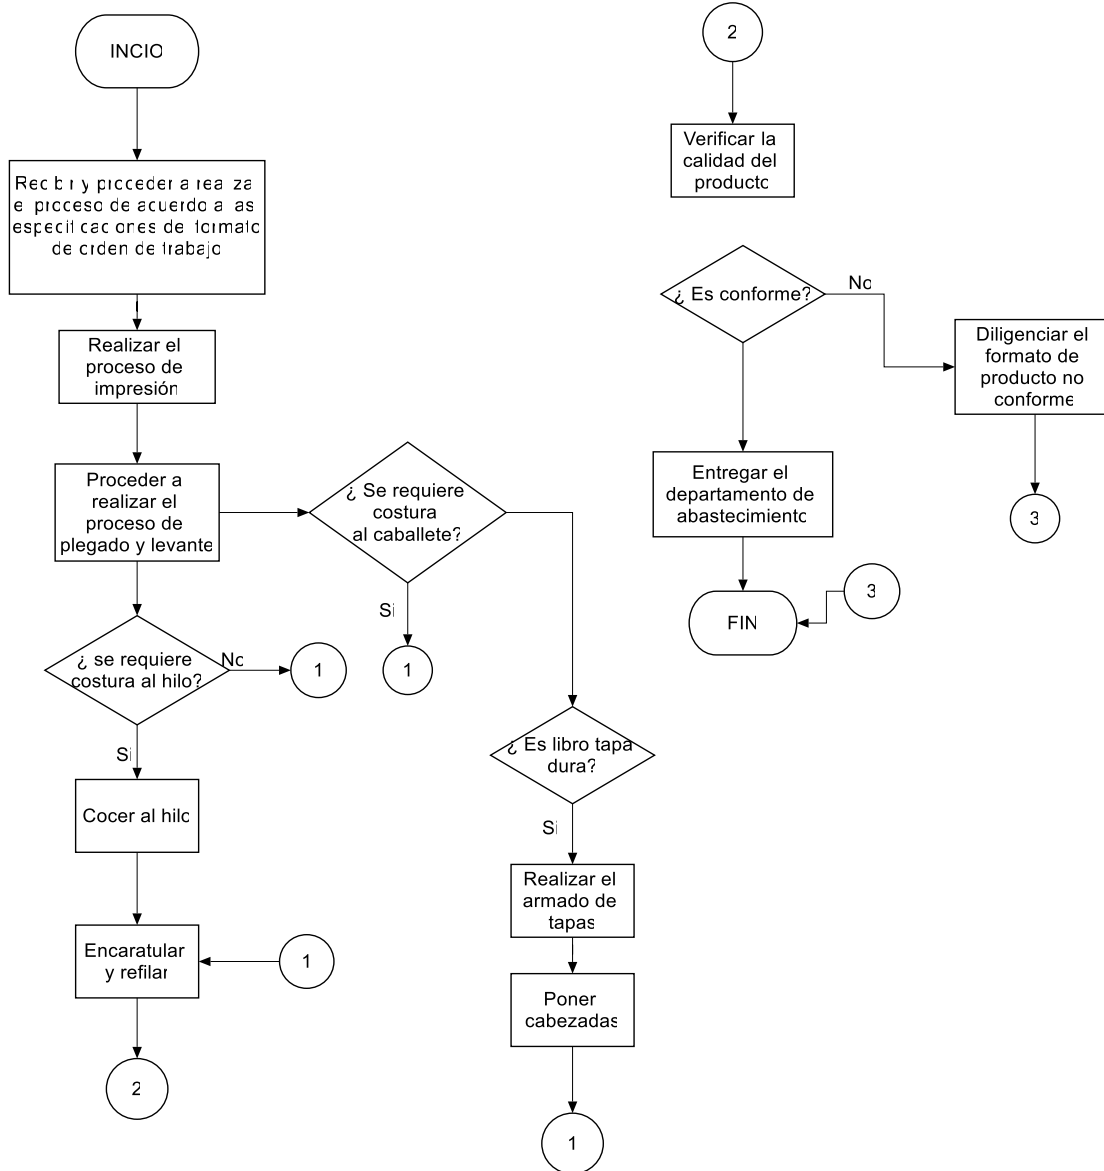 INCIO
Recibir y proceder a realiza
el proceso de acuerdo a las
especificaciones del formato
de orden de trabajo
Realizar el
proceso de
impresión
Proceder a
realizar el
proceso de
plegado y levante
¿ se requiere
costura al hilo?
No
1
Si
Cocer al hilo
Encaratular
y refilar
1
2
¿ Se requiere
costura
al caballete?
Si
1
¿ Es libro tapa
dura?
Si
Realizar el
armado de
tapas
Poner
cabezadas
1
2
Verificar la
calidad del
producto
¿ Es conforme?
No
Diligenciar el
formato de
producto no
conforme
3
Entregar el
departamento de
abastecimiento
3
FIN